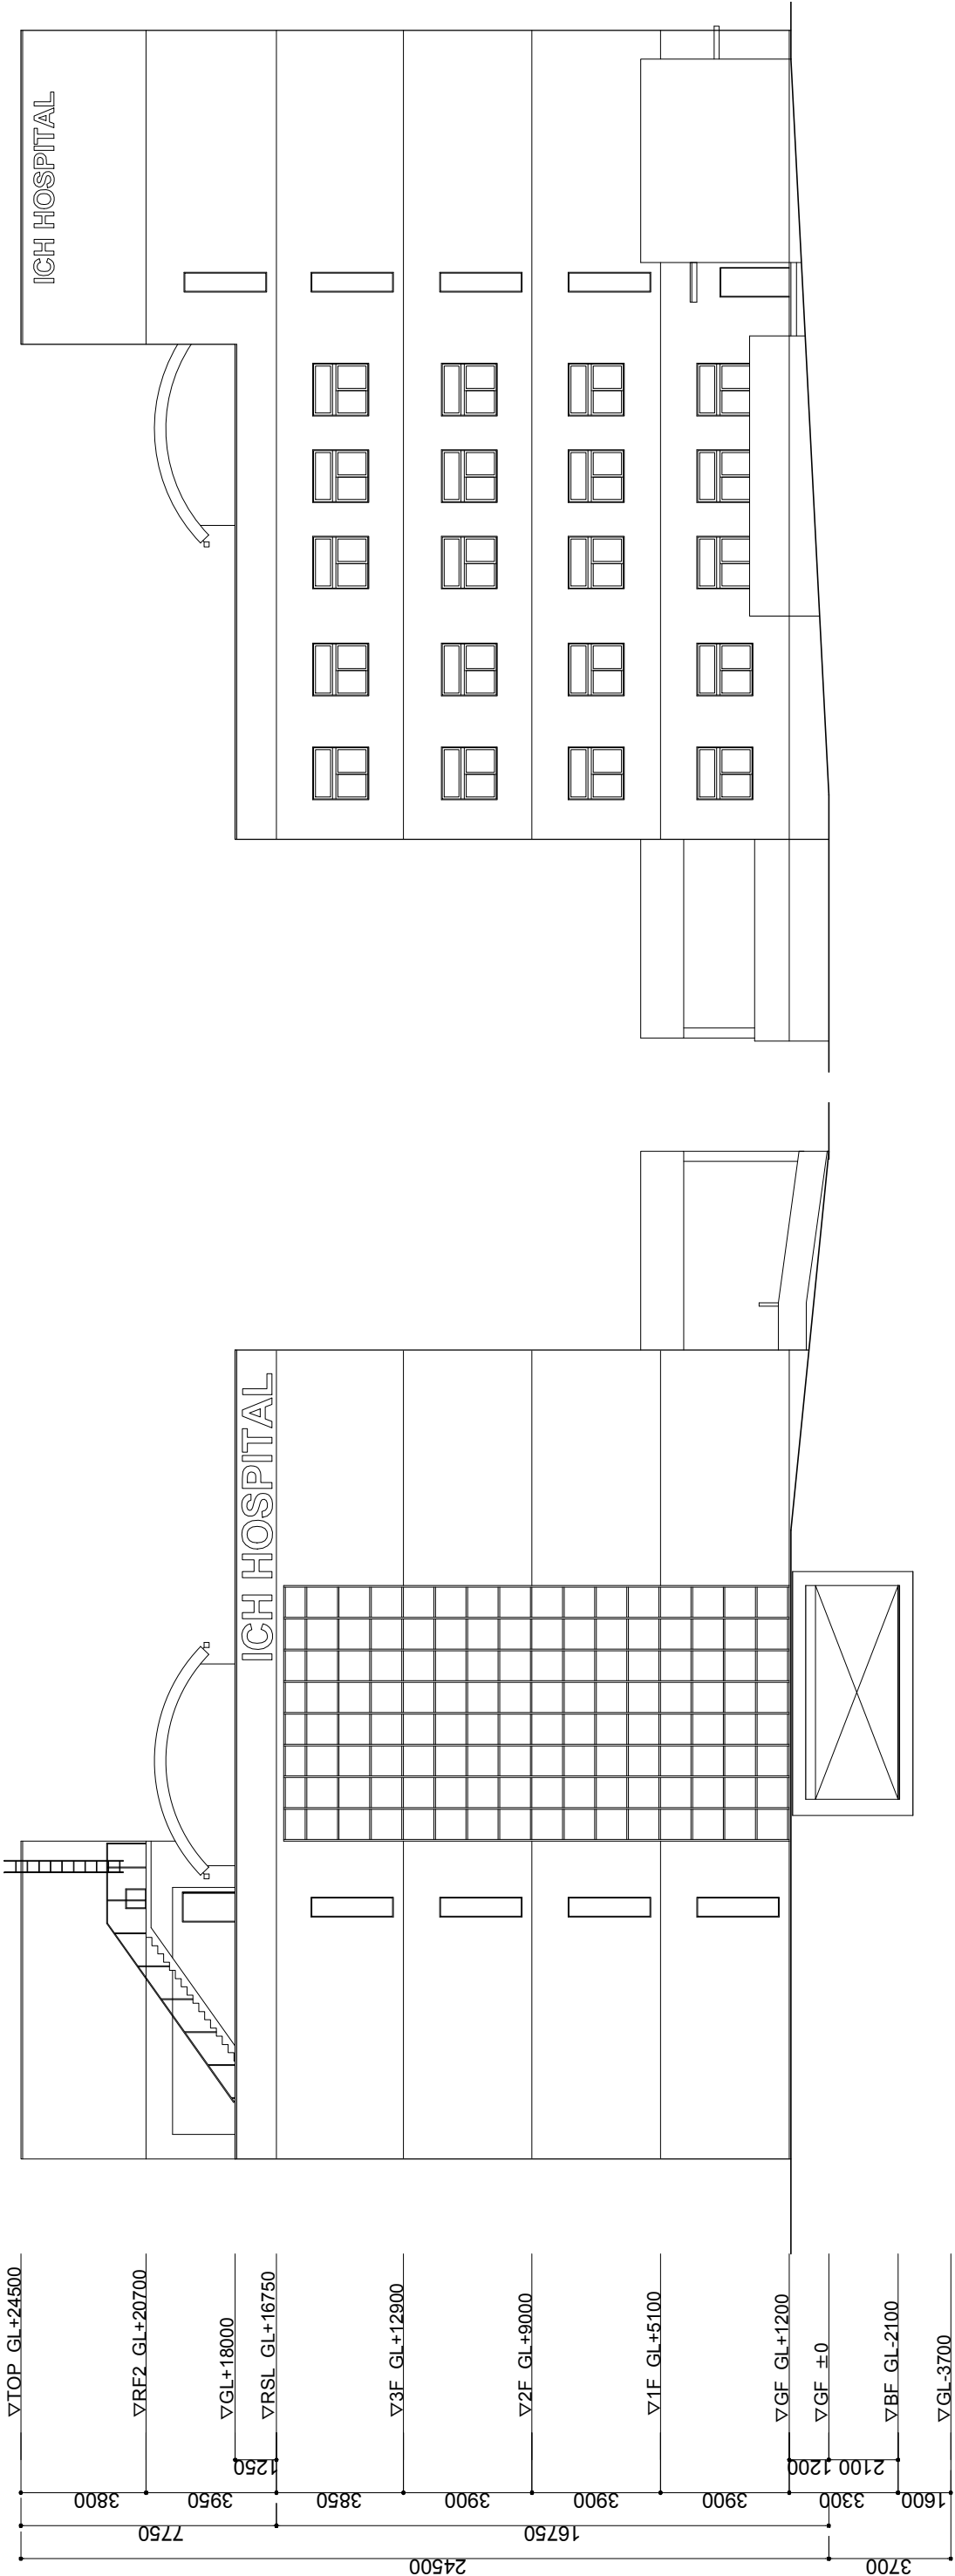 ICH HOSPITAL
ICH HOSPITAL
▽TOP GL+24500
▽RF2 GL+20700
▽GL+18000
▽RSL GL+16750
▽3F GL+12900
▽2F GL+9000
▽1F GL+5100
▽GF GL+1200
▽GF ±0
▽BF GL-2100
▽GL-3700
1250
1200
2100
3800
3950
3850
3900
3900
3900
3300
1600
7750
16750
24500
3700